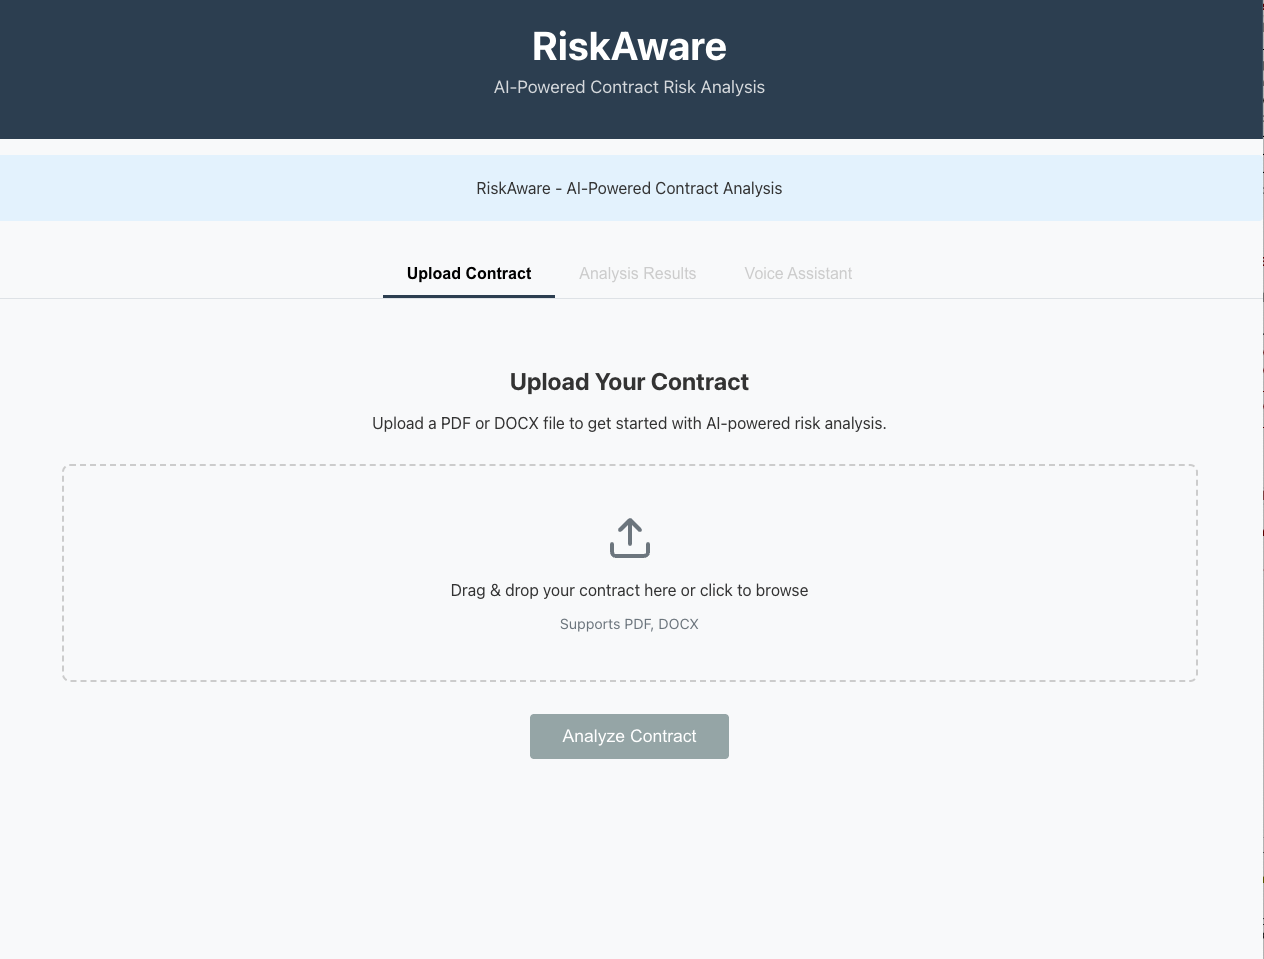 RiskAware
AI-Powered Contract Risk Analysis
RiskAware - AI-Powered Contract Analysis
Upload Contract
Analysis Results
Voice Assistant
Upload Your Contract
Upload a PDF or DOCX file to get started with AI-powered risk analysis.
Drag & drop your contract here or click to browse
Supports PDF, DOCX
Analyze Contract